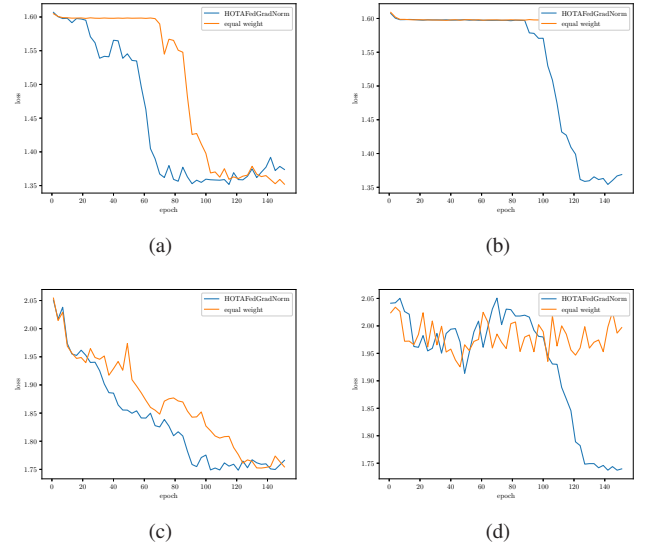 HOTAFedGradNorm
equal weight
1.60
1.55
1.50
1.45
1.40
1.35
loss
0 20 40 60 80 100 120 140
epoch
(a)
HOTAFedGradNorm
equal weight
1.60
1.55
1.50
1.45
1.40
1.35
loss
0 20 40 60 80 100 120 140
epoch
(b)
HOTAFedGradNorm
equal weight
2.05
2.00
1.95
1.90
1.85
1.80
1.75
loss
0 20 40 60 80 100 120 140
epoch
(c)
HOTAFedGradNorm
equal weight
2.05
2.00
1.95
1.90
1.85
1.80
1.75
loss
0 20 40 60 80 100 120 140
epoch
(d)